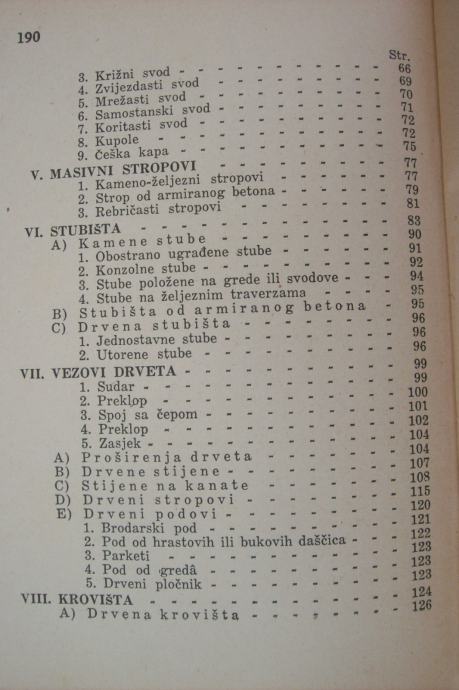 190
Str.
3. Križni svod - - - - - - - - - - 66
4. Zvijezdasti svod - - - - - - - - - 69
5. Mrežasti svod - - - - - - - - - 70
6. Samostanski svod - - - - - - - - 71
7. Koritasti svod - - - - - - - - - 72
8. Kupole - - - - - - - - - - - 72
9. Češka kapa - - - - - - - - - - 75
V. MASIVNI STROPOVI - - - - - - - - 77
1. Kameno-željezni stropovi - - - - - - 77
2. Strop od armiranog betona - - - - - - 79
3. Rebričasti stropovi - - - - - - - - 81
VI. STUBIŠTA - - - - - - - - - - - 83
A) Kamene stube - - - - - - - - 90
1. Obostrano ugrađene stube - - - - - - 91
2. Konzolne stube - - - - - - - - - 92
3. Stube položene na grede ili svodove - - - 94
4. Stube na željeznim traverzama - - - - - 95
B) Stubišta od armiranog betona - 95
C) Drvena stubišta - - - - - - - - 96
1. Jednostavne stube - - - - - - - - 96
2. Utorene stube - - - - - - - - - 96
VII. VEZOVI DRVETA - - - - - - - - - - 99
1. Sudar - - - - - - - - - - - 99
2. Preklop - - - - - - - - - - - 100
3. Spoj sa čepom - - - - - - - - - 101
4. Preklop - - - - - - - - - - - 102
5. Zasjek - - - - - - - - - - - 104
A) Proširenja drveta - - - - - - - 104
B) Drvene stijene - - - - - - - - 107
C) Stijene na kanate - - - - - - - 108
D) Drveni stropovi - - - - - - - - 115
E) Drveni podovi - - - - - - - - 120
1. Brodarski pod - - - - - - - - - 121
2. Pod od hrastovih ili bukovih daščica - - - 122
3. Parketi - - - - - - - - - - - 123
4. Pod od gredâ - - - - - - - - - 123
5. Drveni pločnik - - - - - - - - - 123
VIII. KROVIŠTA - - - - - - - - - - - 124
A) Drvena krovišta - - - - - - - - 126